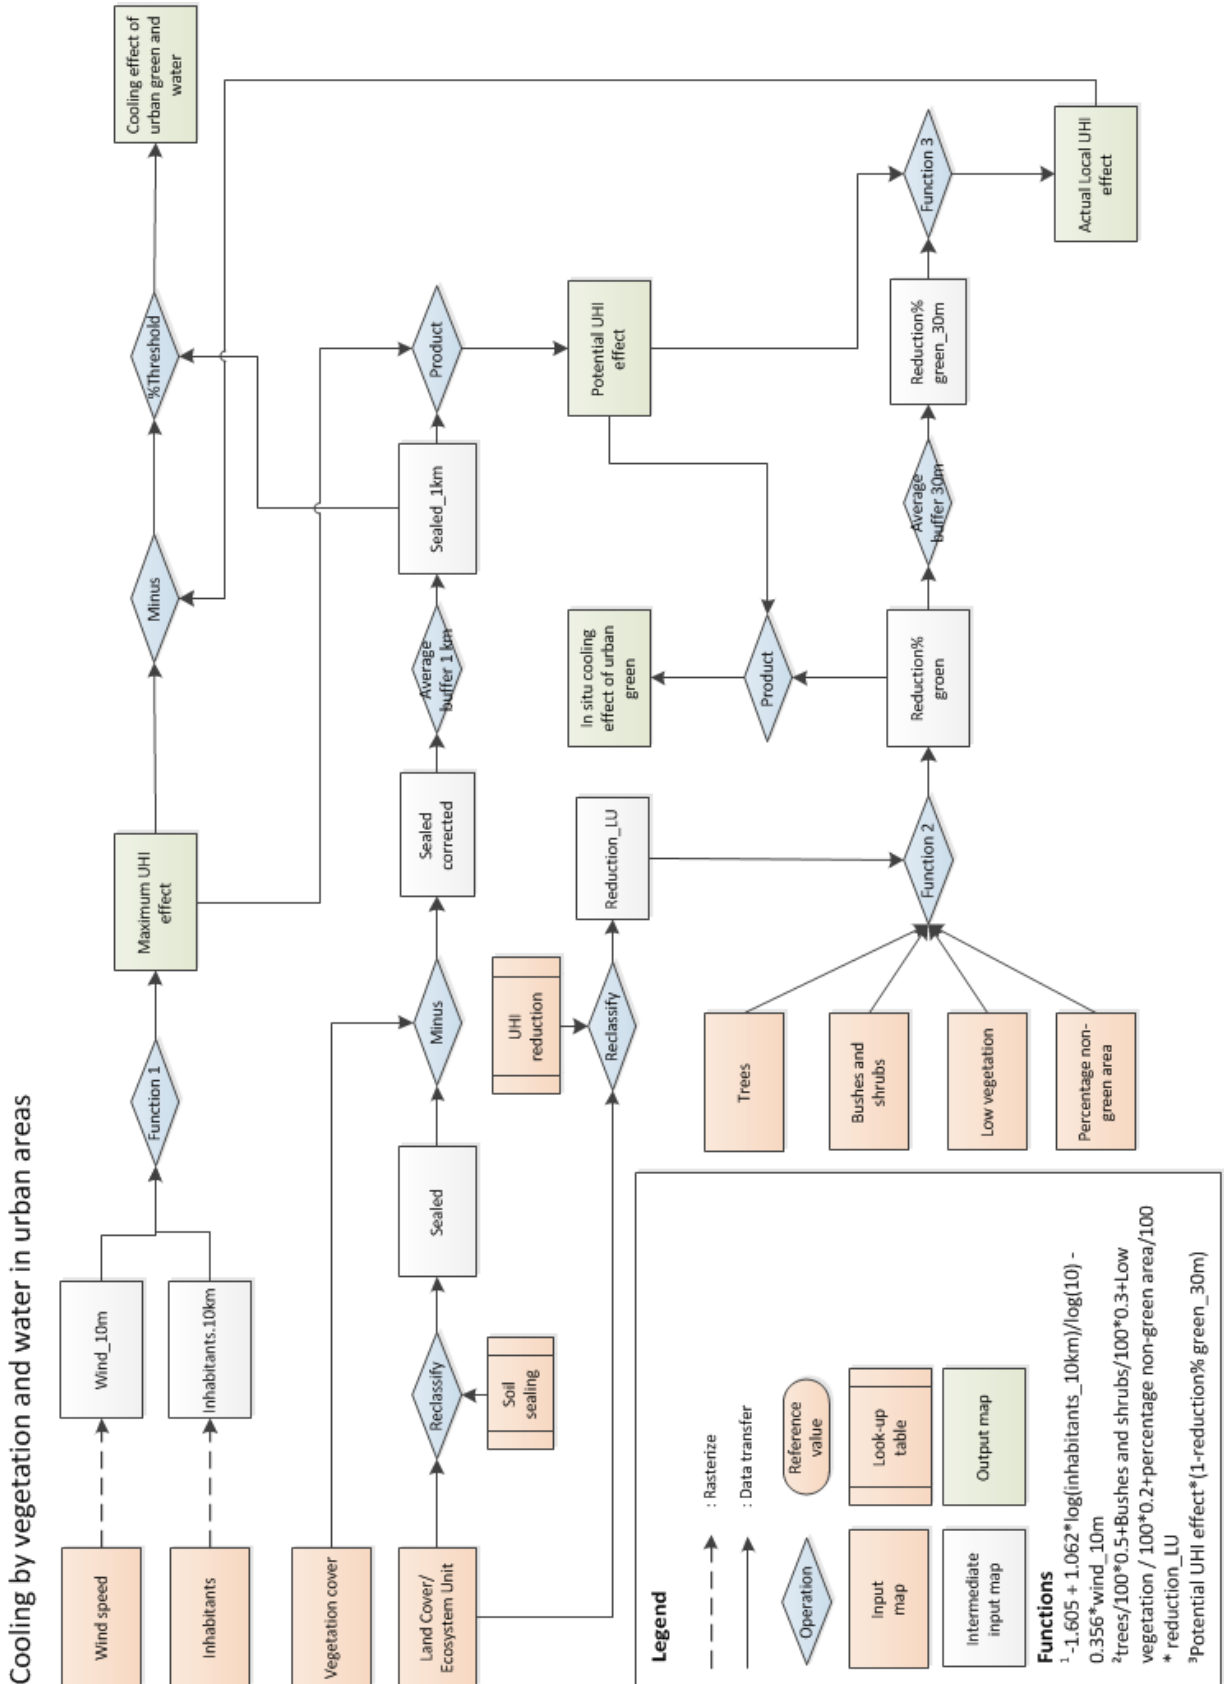 Cooling by vegetation and water in urban areas
Wind speed
Wind_10m
Inhabitants
Inhabitants.10km
Function 1
Maximum UHI
effect
Minus
%Threshold
Cooling effect of
urban green and
water
Vegetation cover
Land Cover/
Ecosystem Unit
Reclassify
Soil
sealing
Sealed
Minus
Sealed
corrected
Average
buffer 1 km
Sealed_1km
Product
UHI
reduction
Reclassify
Reduction_LU
In situ cooling
effect of urban
green
Potential UHI
effect
Product
Trees
Bushes and
shrubs
Low vegetation
Percentage non-
green area
Function 2
Reduction%
groen
Average
buffer 30m
Reduction%
green_30m
Function 3
Actual Local UHI
effect
Legend
: Rasterize
: Data transfer
Operation
Reference
value
Input
map
Look-up
table
Intermediate
input map
Output map
Functions
¹ -1.605 + 1.062*log(inhabitants_10km)/log(10) -
0.356*wind_10m
²trees/100*0.5+Bushes and shrubs/100*0.3+Low
vegetation / 100*0.2+percentage non-green area/100
* reduction_LU
³Potential UHI effect*(1-reduction% green_30m)